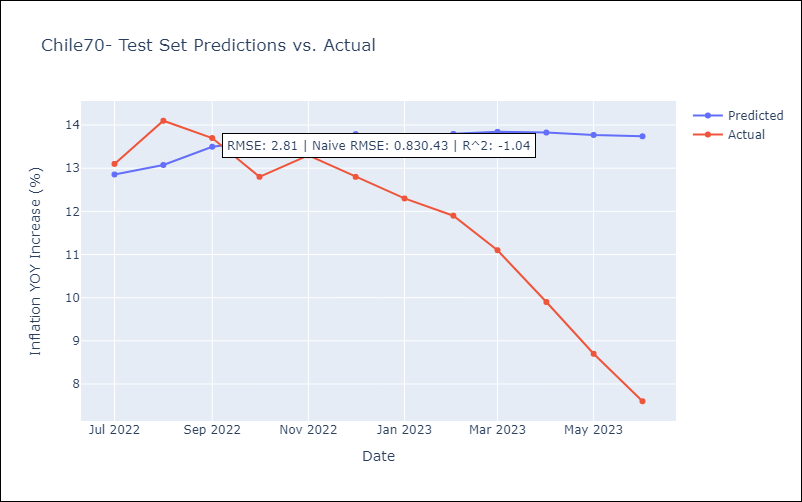 Chile70- Test Set Predictions vs. Actual
Predicted
Actual
RMSE: 2.81 | Naive RMSE: 0.830.43 | R^2: -1.04
Inflation YOY Increase (%)
14
13
12
11
10
9
8
Jul 2022 Sep 2022 Nov 2022 Jan 2023 Mar 2023 May 2023
Date